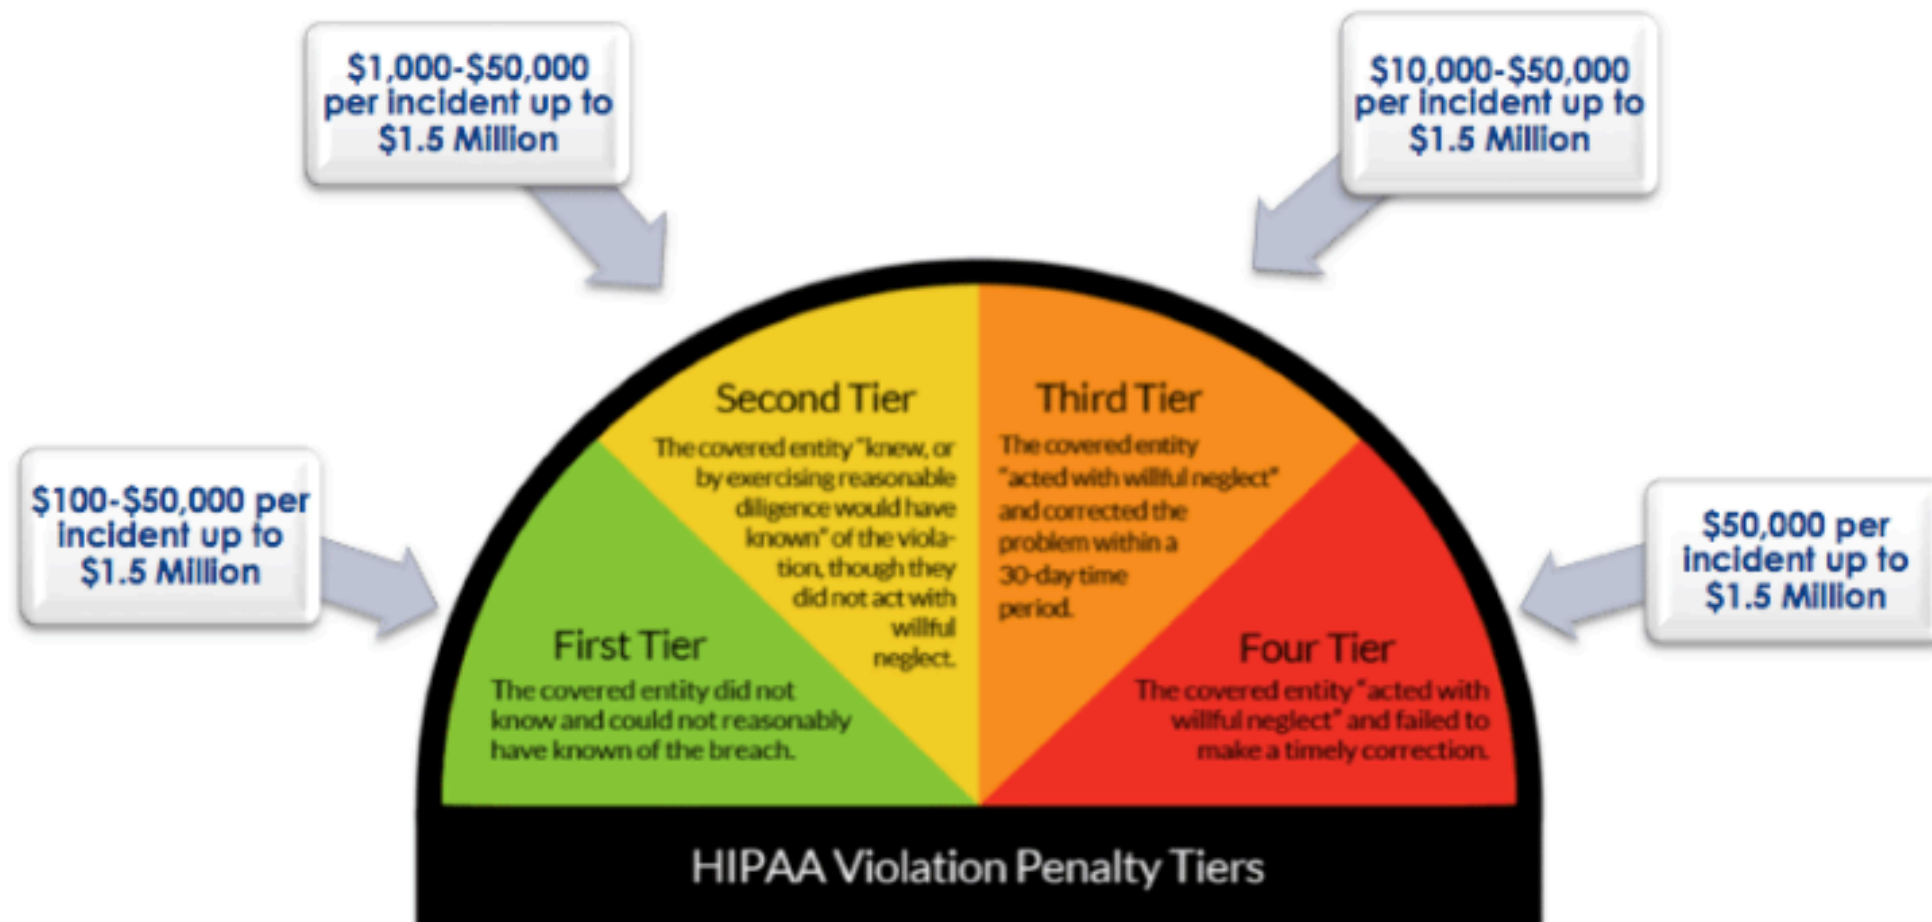 $1,000-$50,000
per incident up to
$1.5 Million
$10,000-$50,000
per incident up to
$1.5 Million
$100-$50,000 per
incident up to
$1.5 Million
$50,000 per
incident up to
$1.5 Million
First Tier
The covered entity did not
know and could not reasonably
have known of the breach.
Second Tier
The covered entity "knew, or
by exercising reasonable
diligence would have
known" of the viola-
tion, though they
did not act with
willful
neglect.
Third Tier
The covered entity
"acted with willful neglect"
and corrected the
problem within a
30-day time
period.
Four Tier
The covered entity "acted with
willful neglect" and failed to
make a timely correction.
HIPAA Violation Penalty Tiers